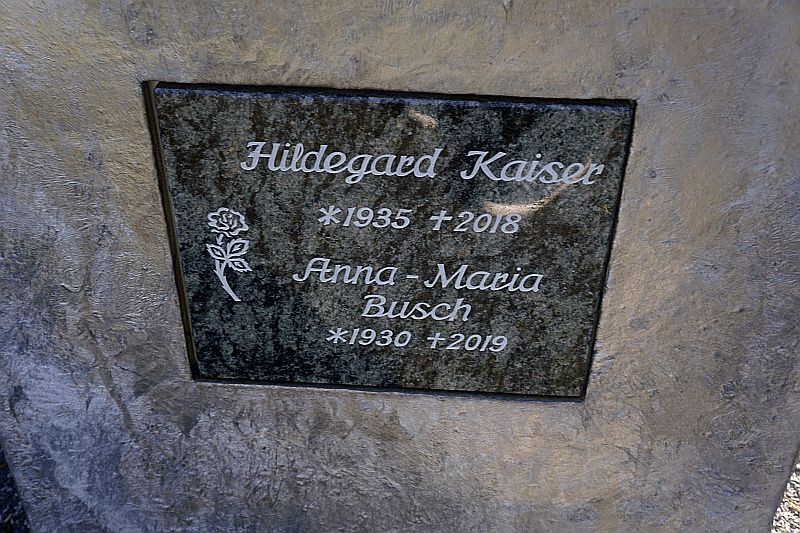 Hildegard Kaiser
*1935 †2018
Anna-Maria
Busch
*1930 †2019